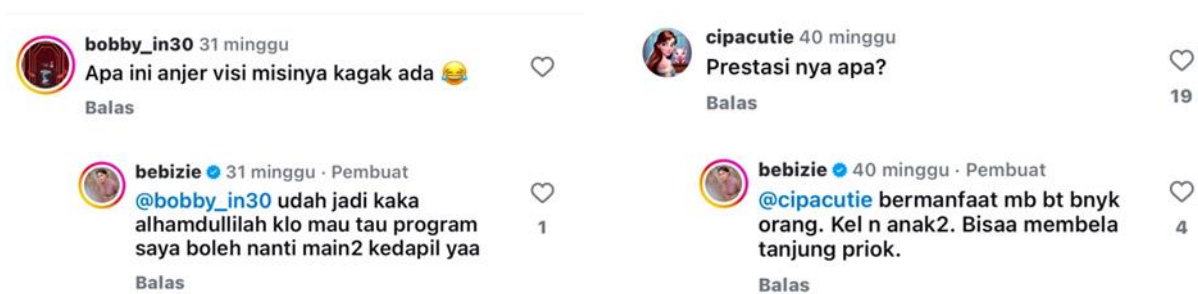 bobby_in30 31 minggu
Apa ini anjer visi misinya kagak ada 😂
Balas
bebizie 31 minggu · Pembuat
@bobby_in30 udah jadi kaka
alhamdullilah klo mau tau program
saya boleh nanti main2 kedapil yaa
1
Balas
cipacutie 40 minggu
Prestasi nya apa?
19
Balas
bebizie 40 minggu · Pembuat
@cipacutie bermanfaat mb bt bnyk
orang. Kel n anak2. Bisaa membela
tanjung priok.
4
Balas